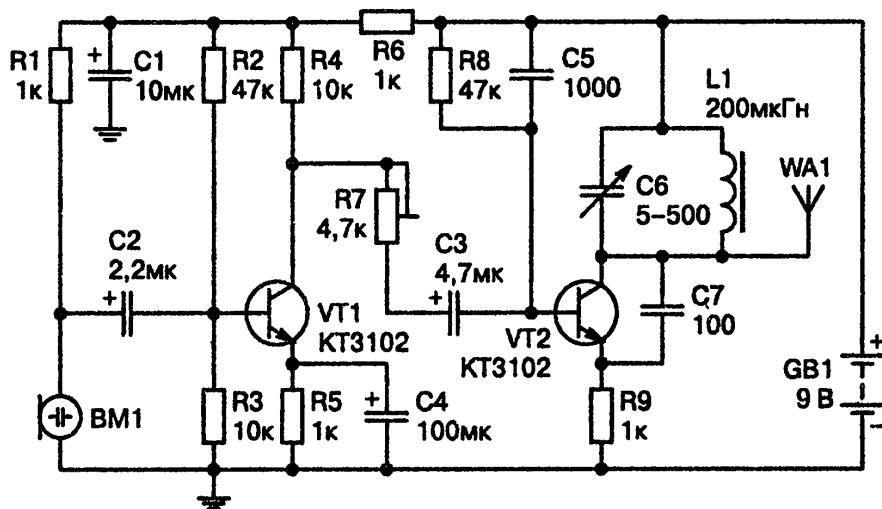 R1
1к
+
C1
10мк
R2
47к
R4
10к
R6
1к
R8
47к
C5
1000
L1
200мкГн
WA1
C6
5–500
R7
4,7к
C2
2,2мк
+
C3
4,7мк
+
VT1
КТ3102
VT2
КТ3102
C7
100
BM1
R3
10к
R5
1к
+
C4
100мк
R9
1к
GB1
9 В
+
–